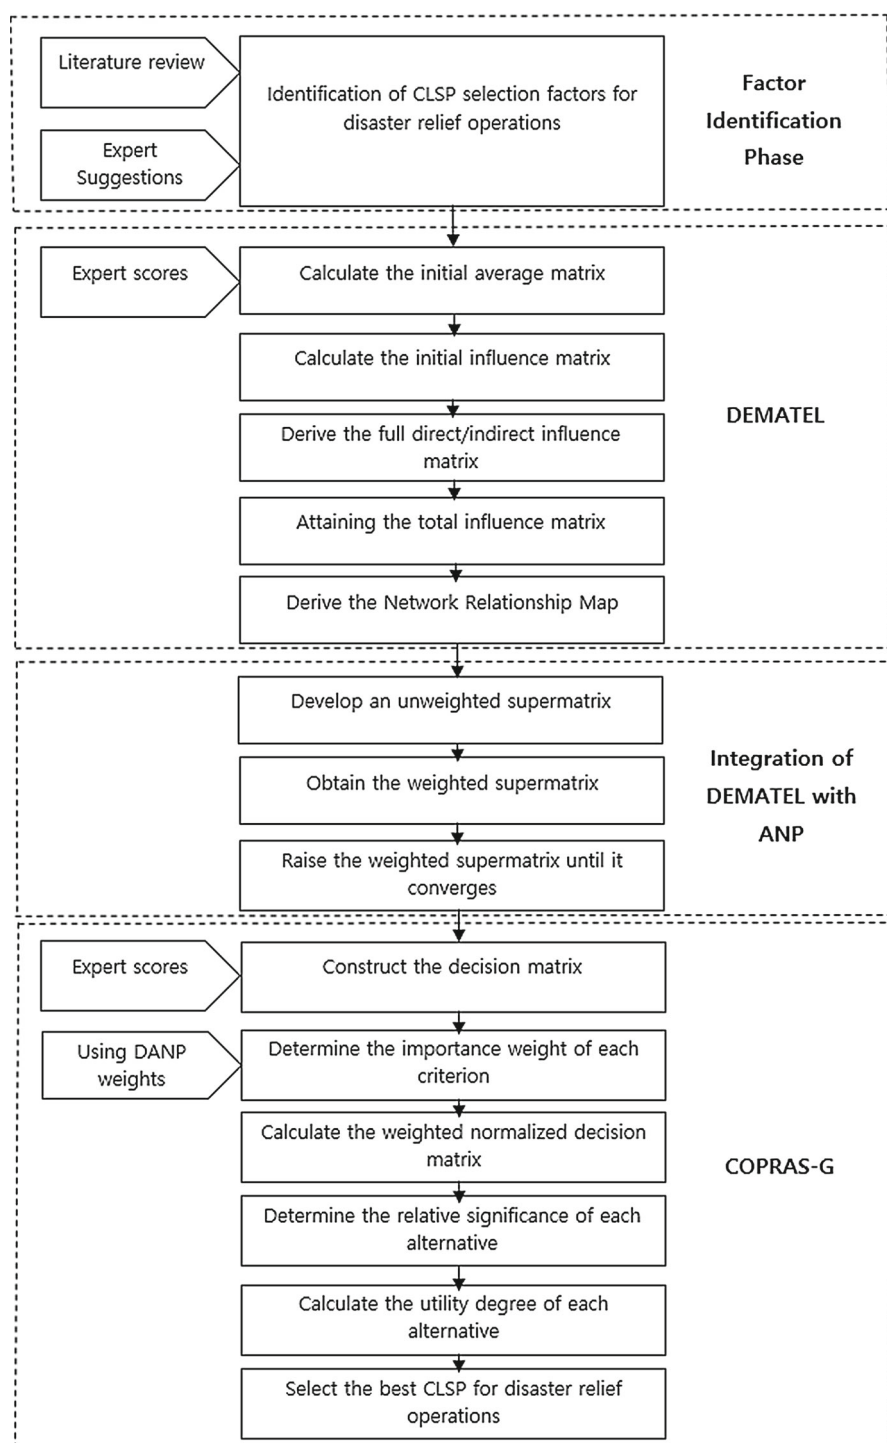 Literature review
Expert
Suggestions
Identification of CLSP selection factors for
disaster relief operations
Factor
Identification
Phase
Expert scores
Calculate the initial average matrix
Calculate the initial influence matrix
Derive the full direct/indirect influence
matrix
Attaining the total influence matrix
Derive the Network Relationship Map
DEMATEL
Develop an unweighted supermatrix
Obtain the weighted supermatrix
Raise the weighted supermatrix until it
converges
Integration of
DEMATEL with
ANP
Expert scores
Construct the decision matrix
Using DANP
weights
Determine the importance weight of each
criterion
Calculate the weighted normalized decision
matrix
Determine the relative significance of each
alternative
Calculate the utility degree of each
alternative
Select the best CLSP for disaster relief
operations
COPRAS-G